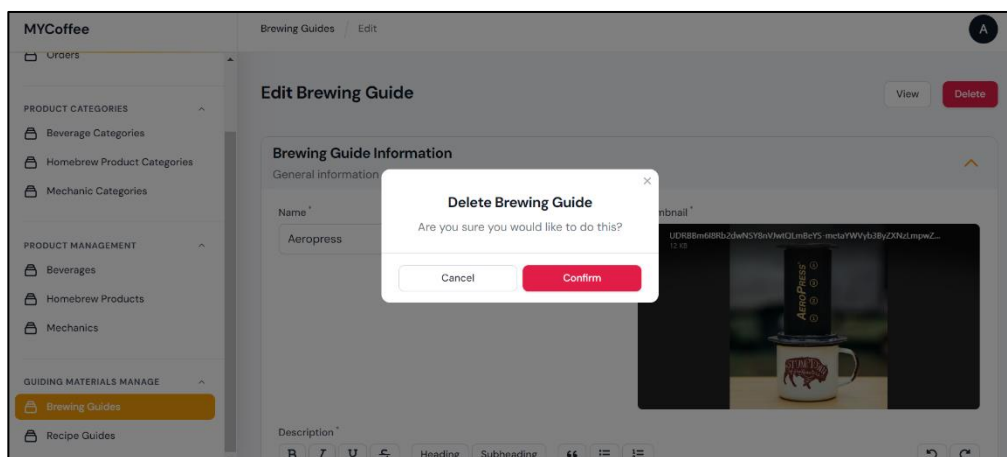 MYCoffee
Brewing Guides / Edit
A
Orders
Edit Brewing Guide
View
Delete
PRODUCT CATEGORIES
Beverage Categories
Homebrew Product Categories
Mechanic Categories
Brewing Guide Information
General information
Delete Brewing Guide
Are you sure you would like to do this?
Cancel
Confirm
Name*
Aeropress
mbnail*
12 KB
AEROPRESS
PRODUCT MANAGEMENT
Beverages
Homebrew Products
Mechanics
GUIDING MATERIALS MANAGE
Brewing Guides
Recipe Guides
Description*
B I U S Heading Subheading